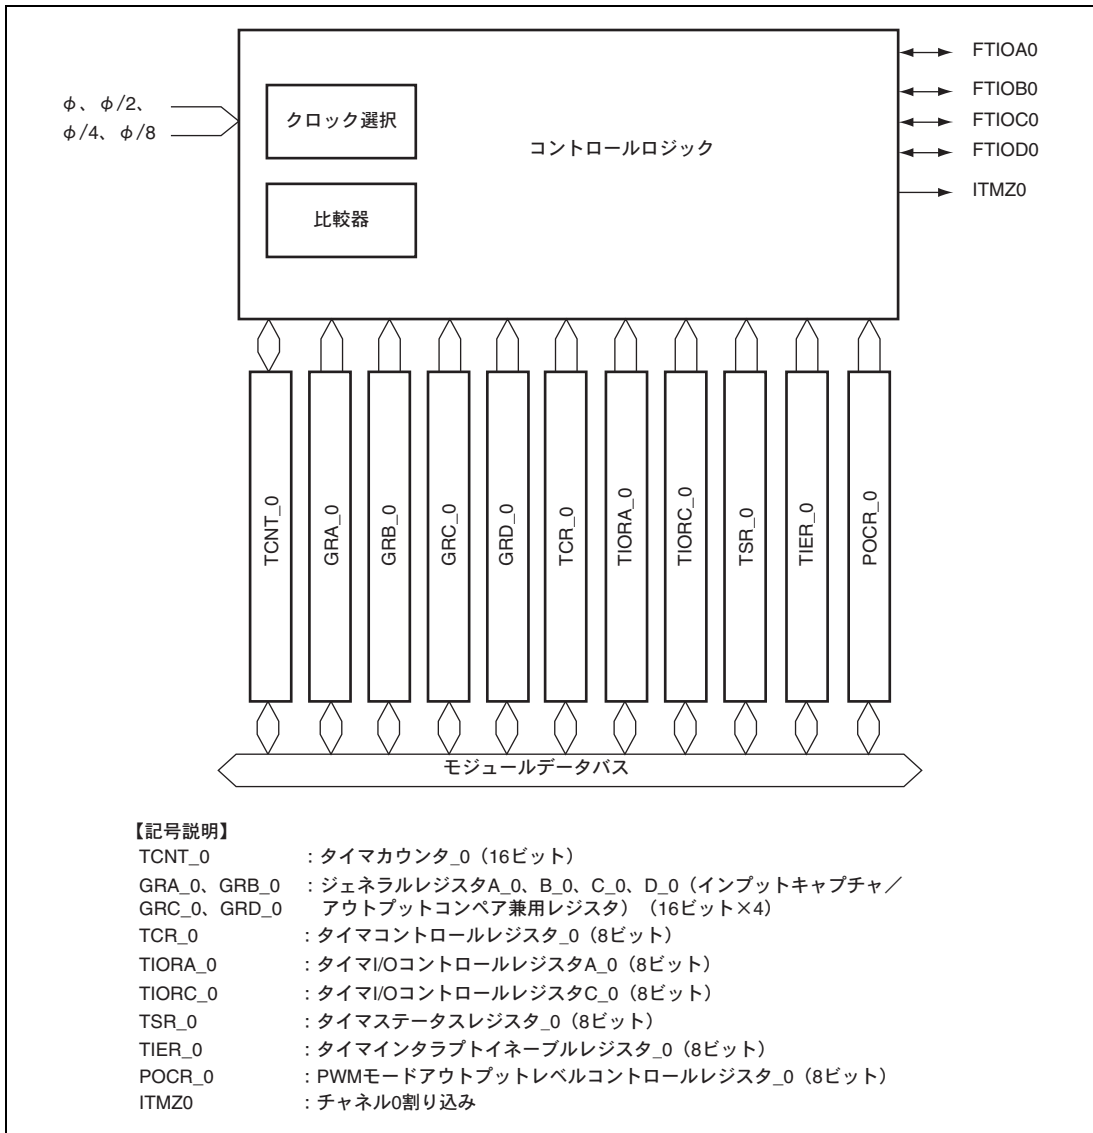 φ、φ/2、
φ/4、φ/8
クロック選択
比較器
コントロールロジック
FTIOA0
FTIOB0
FTIOC0
FTIOD0
ITMZ0
TCNT_0
GRA_0
GRB_0
GRC_0
GRD_0
TCR_0
TIORA_0
TIORC_0
TSR_0
TIER_0
POCR_0
モジュールデータバス
【記号説明】
TCNT_0 : タイマカウンタ_0（16ビット）
GRA_0、GRB_0 : ジェネラルレジスタA_0、B_0、C_0、D_0（インプットキャプチャ／
GRC_0、GRD_0 アウトプットコンペア兼用レジスタ）（16ビット×4）
TCR_0 : タイマコントロールレジスタ_0（8ビット）
TIORA_0 : タイマI/OコントロールレジスタA_0（8ビット）
TIORC_0 : タイマI/OコントロールレジスタC_0（8ビット）
TSR_0 : タイマステータスレジスタ_0（8ビット）
TIER_0 : タイマインタラプトイネーブルレジスタ_0（8ビット）
POCR_0 : PWMモードアウトプットレベルコントロールレジスタ_0（8ビット）
ITMZ0 : チャネル0割り込み